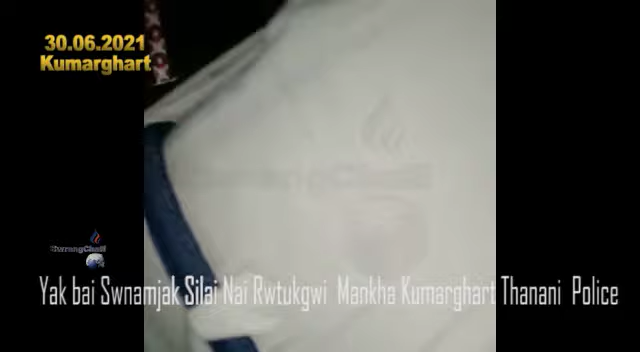 30.06.2021
Kumarghart
Yak bai Swnamjak Silai Nai Rwtukgwi Mankha Kumarghart Thanani Police